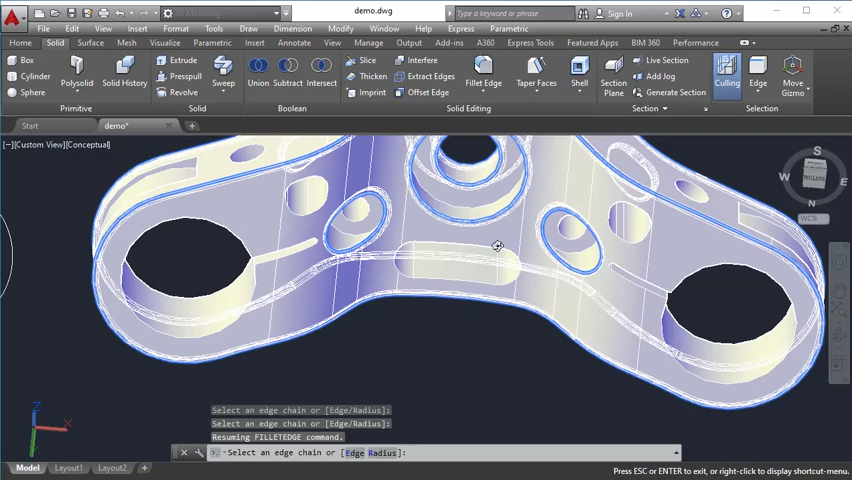 3D Modeling
demo.dwg
Type a keyword or phrase
Sign In
File Edit View Insert Format Tools Draw Dimension Modify Window Help Express Parametric
Home Solid Surface Mesh Visualize Parametric Insert Annotate View Manage Output Add-ins A360 Express Tools Featured Apps BIM 360 Performance
Box
Cylinder
Sphere
Polysolid
Solid History
Extrude
Presspull
Revolve
Sweep
Union
Subtract
Intersect
Slice
Thicken
Imprint
Interfere
Extract Edges
Offset Edge
Fillet Edge
Taper Faces
Shell
Section Plane
Live Section
Add Jog
Generate Section
Culling
Edge
Move Gizmo
Primitive Solid Boolean Solid Editing Section Selection
Start demo*
[−][Custom View][Conceptual]
S
W E
BOTTOM
N
WCS
Z
X
Y
Select an edge chain or [Edge/Radius]:
Select an edge chain or [Edge/Radius]:
Resuming FILLETEDGE command.
Select an edge chain or [Edge Radius]:
Model Layout1 Layout2 +
Press ESC or ENTER to exit, or right-click to display shortcut-menu.